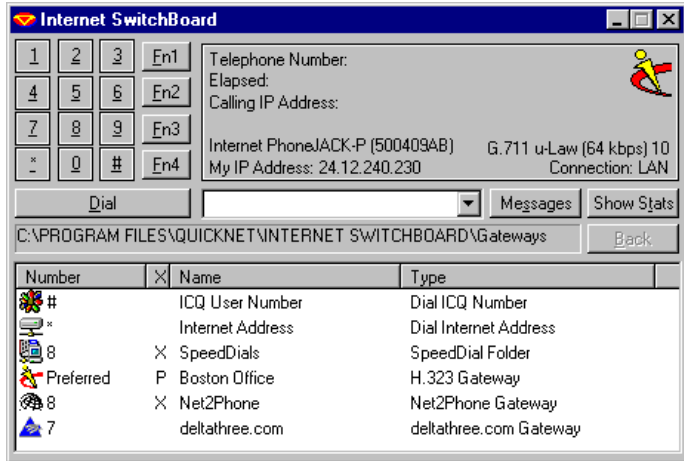 Internet SwitchBoard
1 2 3 Fn1
4 5 6 Fn2
7 8 9 Fn3
* 0 # Fn4
Telephone Number:
Elapsed:
Calling IP Address:
Internet PhoneJACK-P (500409AB) G.711 u-Law (64 kbps) 10
My IP Address: 24.12.240.230 Connection: LAN
Dial Messages Show Stats
C:\PROGRAM FILES\QUICKNET\INTERNET SWITCHBOARD\Gateways Back
Number X Name Type
# ICQ User Number Dial ICQ Number
* Internet Address Dial Internet Address
8 X SpeedDials SpeedDial Folder
Preferred P Boston Office H.323 Gateway
8 X Net2Phone Net2Phone Gateway
7 deltathree.com deltathree.com Gateway